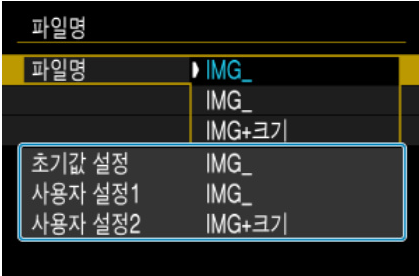 파일명
파일명 IMG_
IMG_
IMG+크기
초기값 설정 IMG_
사용자 설정1 IMG_
사용자 설정2 IMG+크기